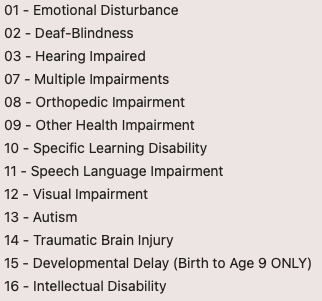 01 - Emotional Disturbance
02 - Deaf-Blindness
03 - Hearing Impaired
07 - Multiple Impairments
08 - Orthopedic Impairment
09 - Other Health Impairment
10 - Specific Learning Disability
11 - Speech Language Impairment
12 - Visual Impairment
13 - Autism
14 - Traumatic Brain Injury
15 - Developmental Delay (Birth to Age 9 ONLY)
16 - Intellectual Disability